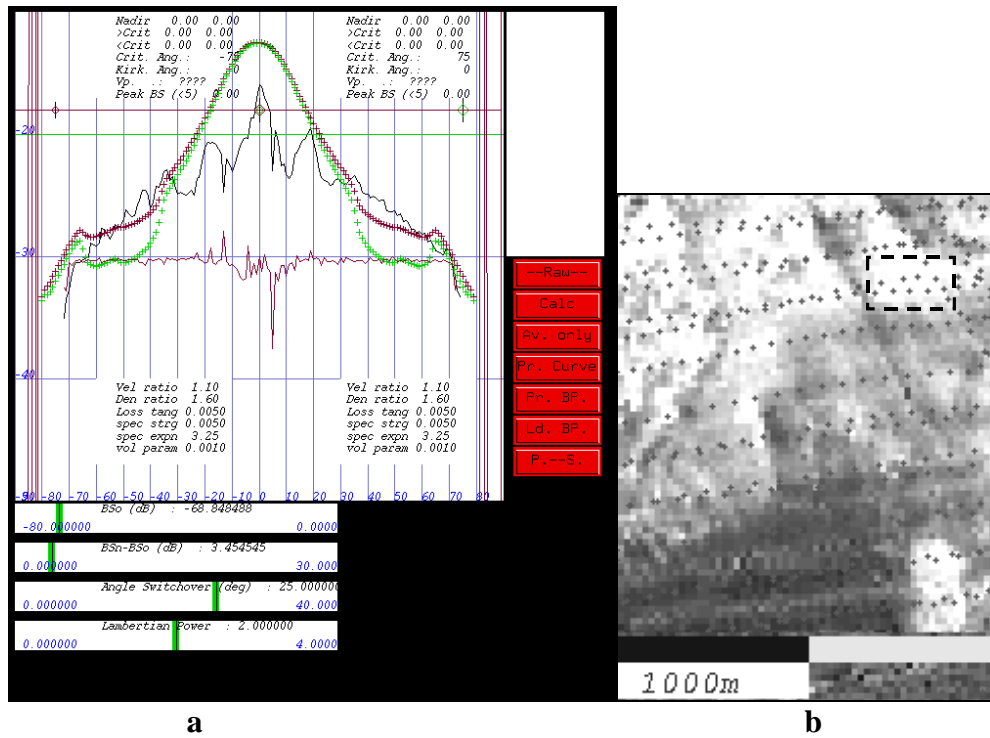 Nadir 0.00 0.00
>Crit 0.00 0.00
<Crit 0.00 0.00
Crit. Ang.: -75
Kirk. Ang.: 0
Vp. .: ????
Peak BS (<5) 0.00
Nadir 0.00 0.00
>Crit 0.00 0.00
<Crit 0.00 0.00
Crit. Ang.: 75
Kirk. Ang.: 0
Vp. .: ????
Peak BS (<5) 0.00
-20
-30
-40
Vel ratio 1.10
Den ratio 1.60
Loss tang 0.0050
spec strg 0.0050
spec expn 3.25
vol param 0.0010
Vel ratio 1.10
Den ratio 1.60
Loss tang 0.0050
spec strg 0.0050
spec expn 3.25
vol param 0.0010
-90 -80 -70 -60 -50 -40 -30 -20 -10 0 10 20 30 40 50 60 70 80
--Raw--
Calc
Av. only
Pr. Curve
Pr. BP.
Ld. BP.
P.--S.
BSo (dB) : -68.848488
-80.000000 0.0000
BSn-BSo (dB) : 3.454545
0.000000 30.000
Angle Switchover (deg) : 25.000000
0.000000 40.000
Lambertian Power : 2.000000
0.000000 4.0000
1000m
a
b